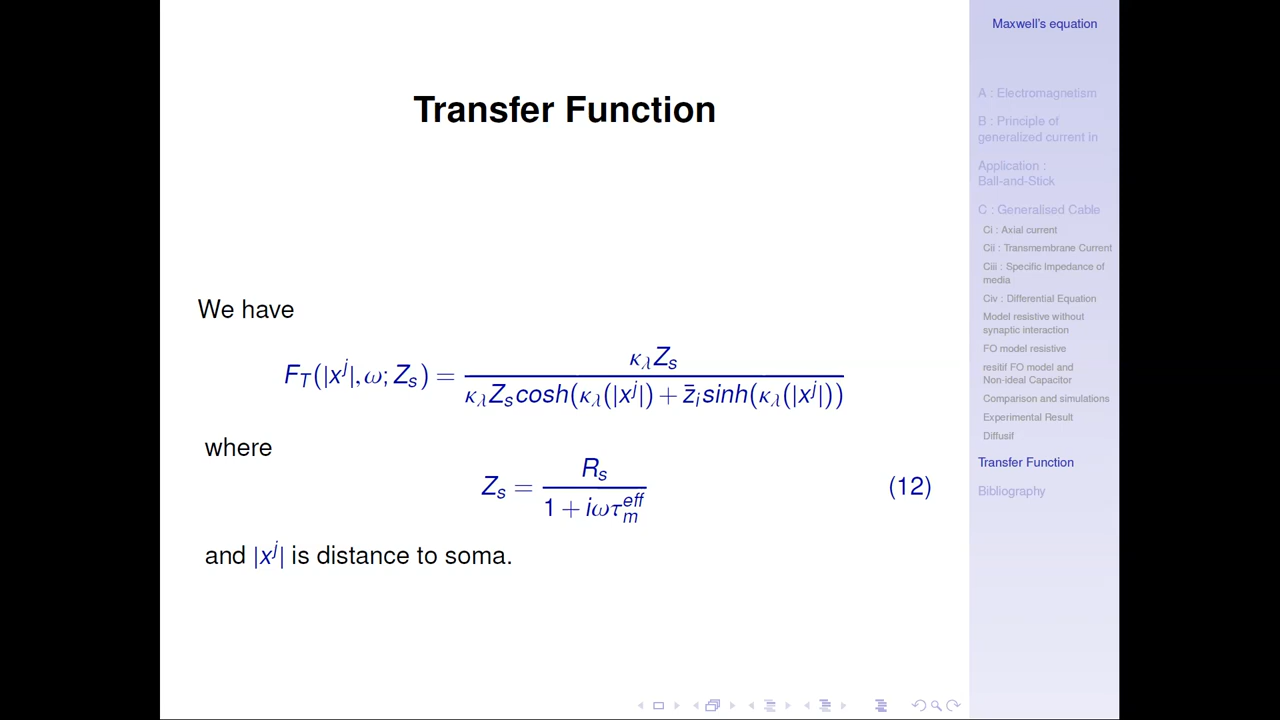 Transfer Function
We have
F_T(|x^j|, ω; Z_s) = κ_λ Z_s / κ_λ Z_s cosh(κ_λ(|x^j|) + z̄_i sinh(κ_λ(|x^j|))
where
Z_s = R_s / 1 + iωτ_m^eff (12)
and |x^j| is distance to soma.
Maxwell's equation
A : Electromagnetism
B : Principle of
generalized current in
Application :
Ball-and-Stick
C : Generalised Cable
Ci : Axial current
Cii : Transmembrane Current
Ciii : Specific Impedance of
media
Civ : Differential Equation
Model resistive without
synaptic interaction
FO model resistive
resitif FO model and
Non-ideal Capacitor
Comparison and simulations
Experimental Result
Diffusif
Transfer Function
Bibliography